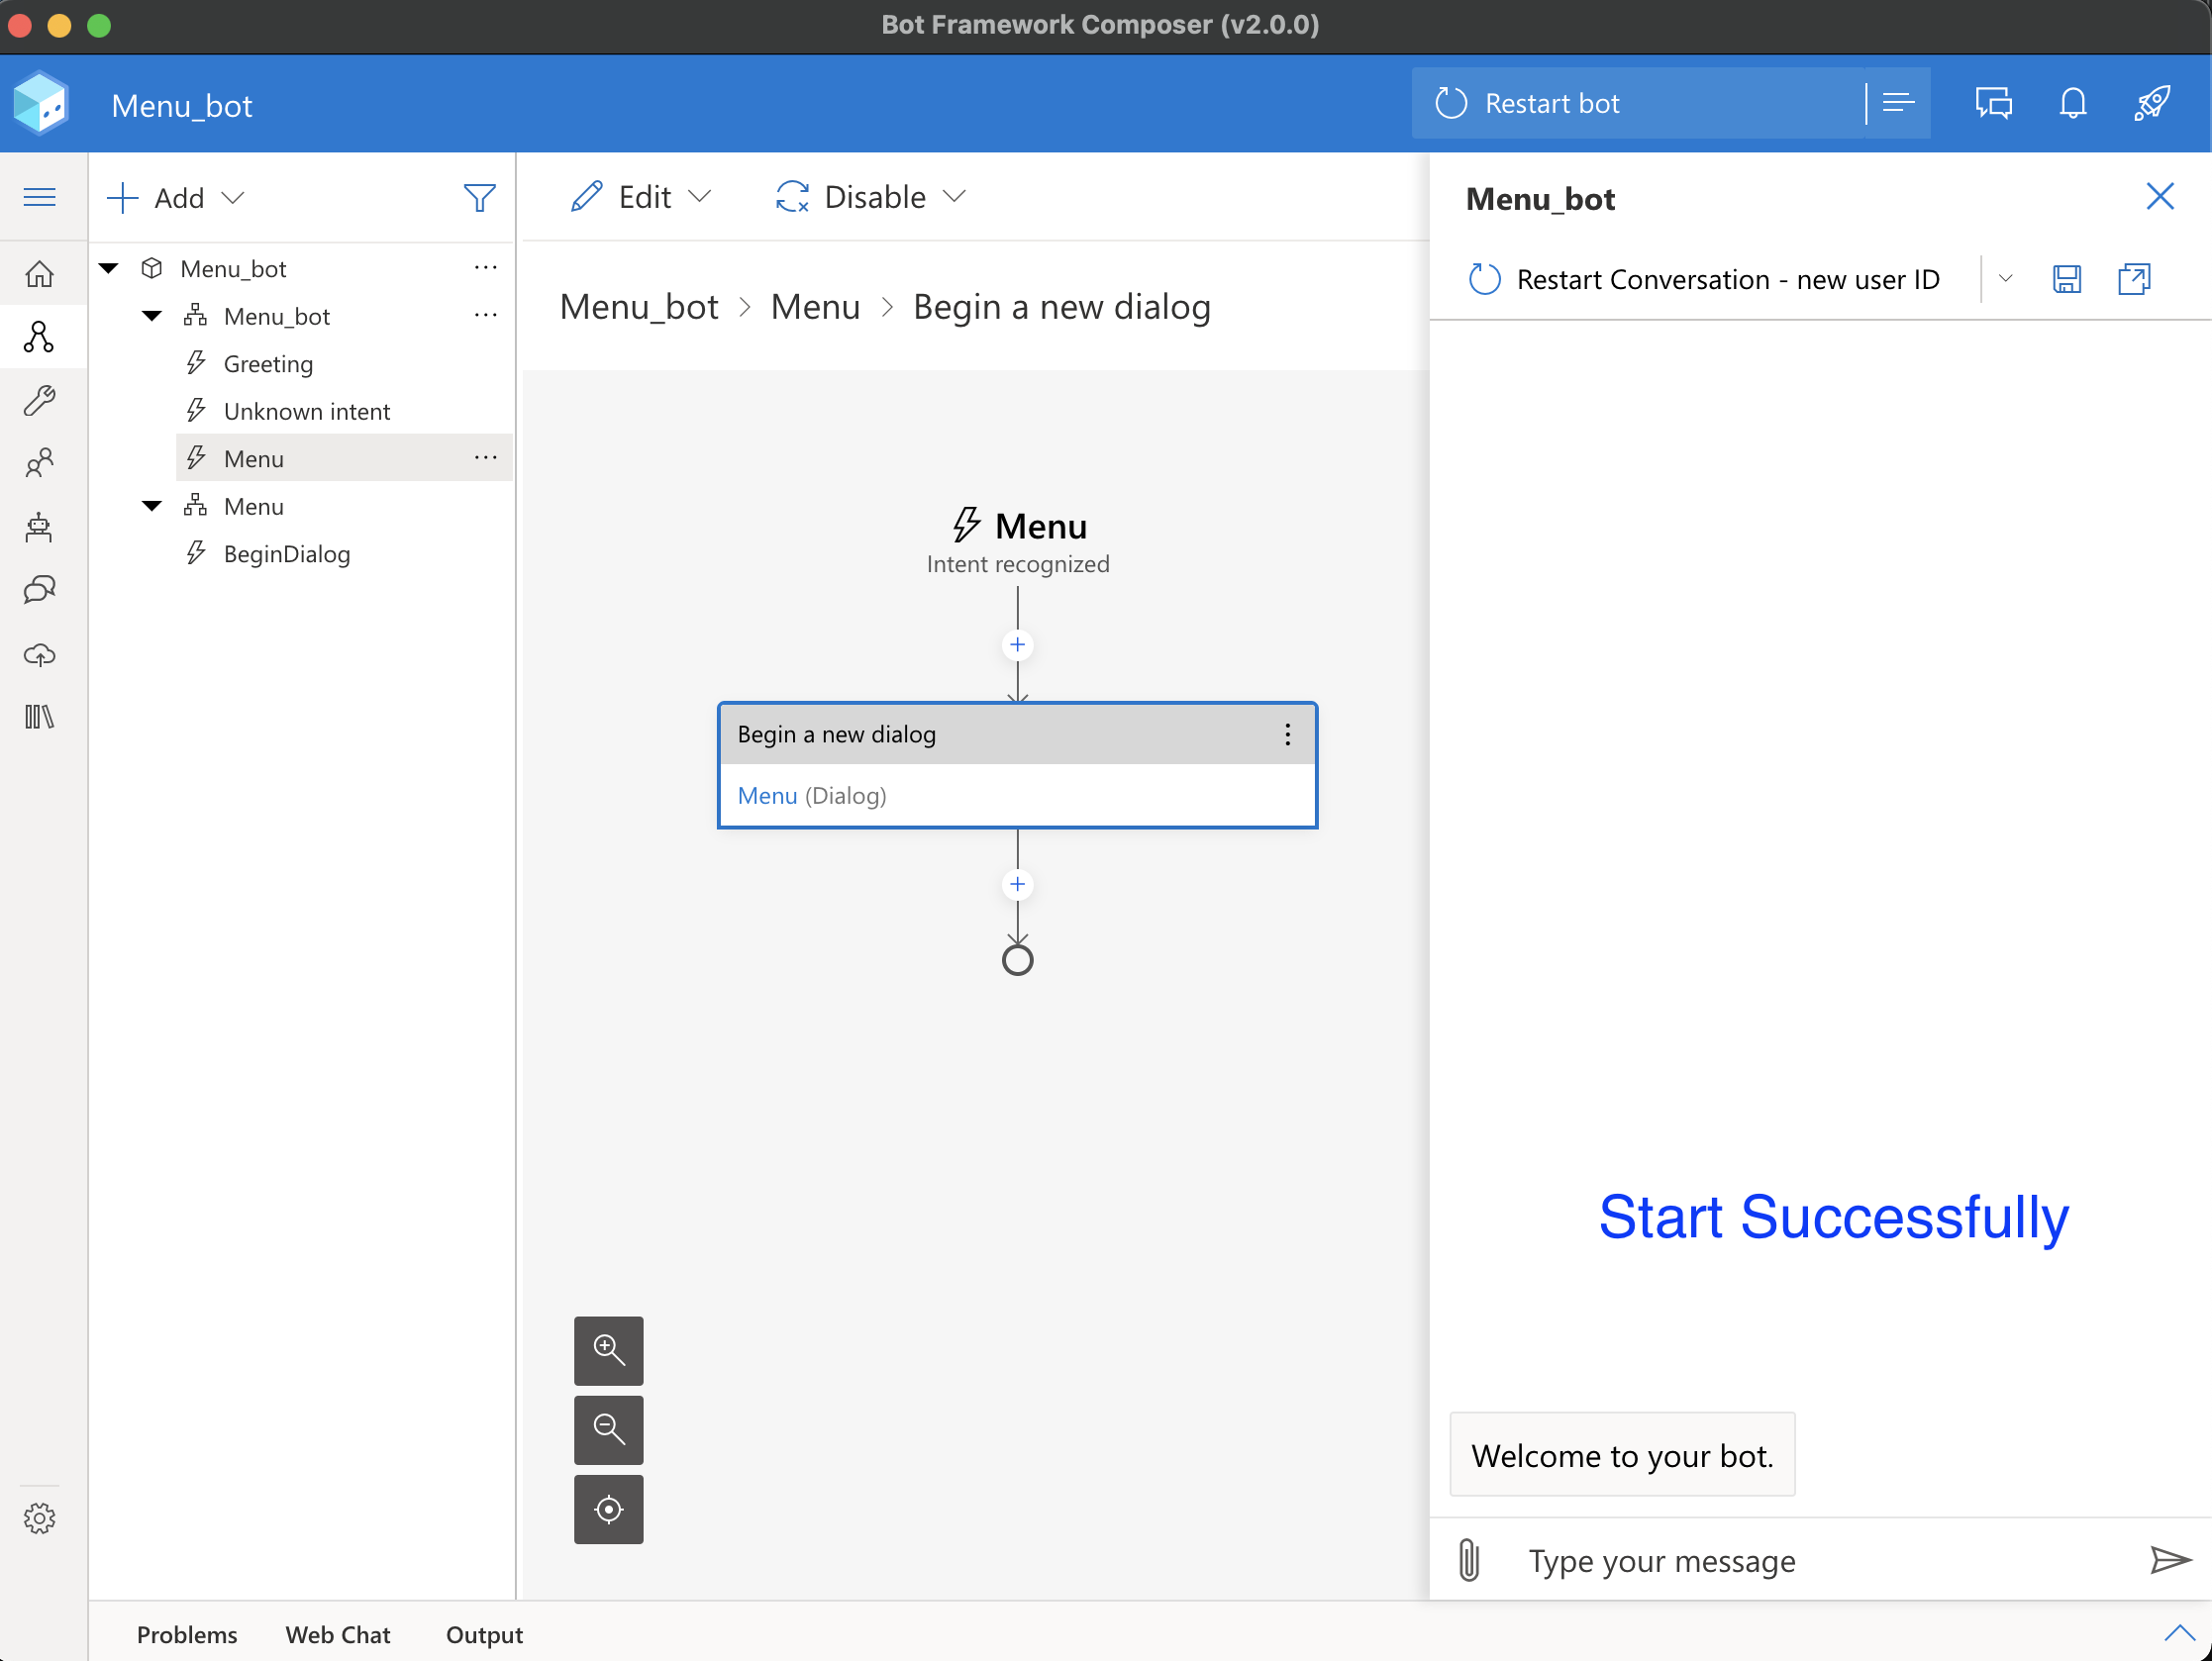 Bot Framework Composer (v2.0.0)
Menu_bot
Restart bot
Add
Edit
Disable
Menu_bot
Menu_bot
Greeting
Unknown intent
Menu
Menu
BeginDialog
Menu_bot > Menu > Begin a new dialog
Menu
Intent recognized
Begin a new dialog
Menu (Dialog)
Menu_bot
Restart Conversation - new user ID
Start Successfully
Welcome to your bot.
Type your message
Problems
Web Chat
Output